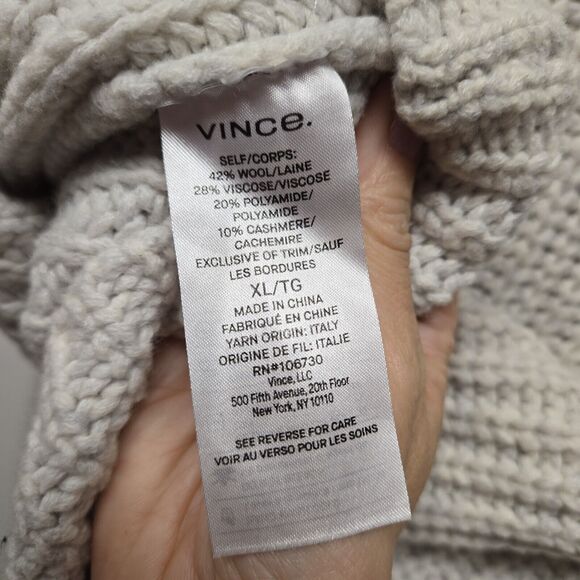 VINCe.
SELF/CORPS:
42% WOOL/LAINE
28% VISCOSE/VISCOSE
20% POLYAMIDE/
POLYAMIDE
10% CASHMERE/
CACHEMIRE
EXCLUSIVE OF TRIM/SAUF
LES BORDURES
XL/TG
MADE IN CHINA
FABRIQUÉ EN CHINE
YARN ORIGIN: ITALY
ORIGINE DE FIL: ITALIE
RN#106730
Vince, LLC
500 Fifth Avenue, 20th Floor
New York, NY 10110
SEE REVERSE FOR CARE
VOIR AU VERSO POUR LES SOINS